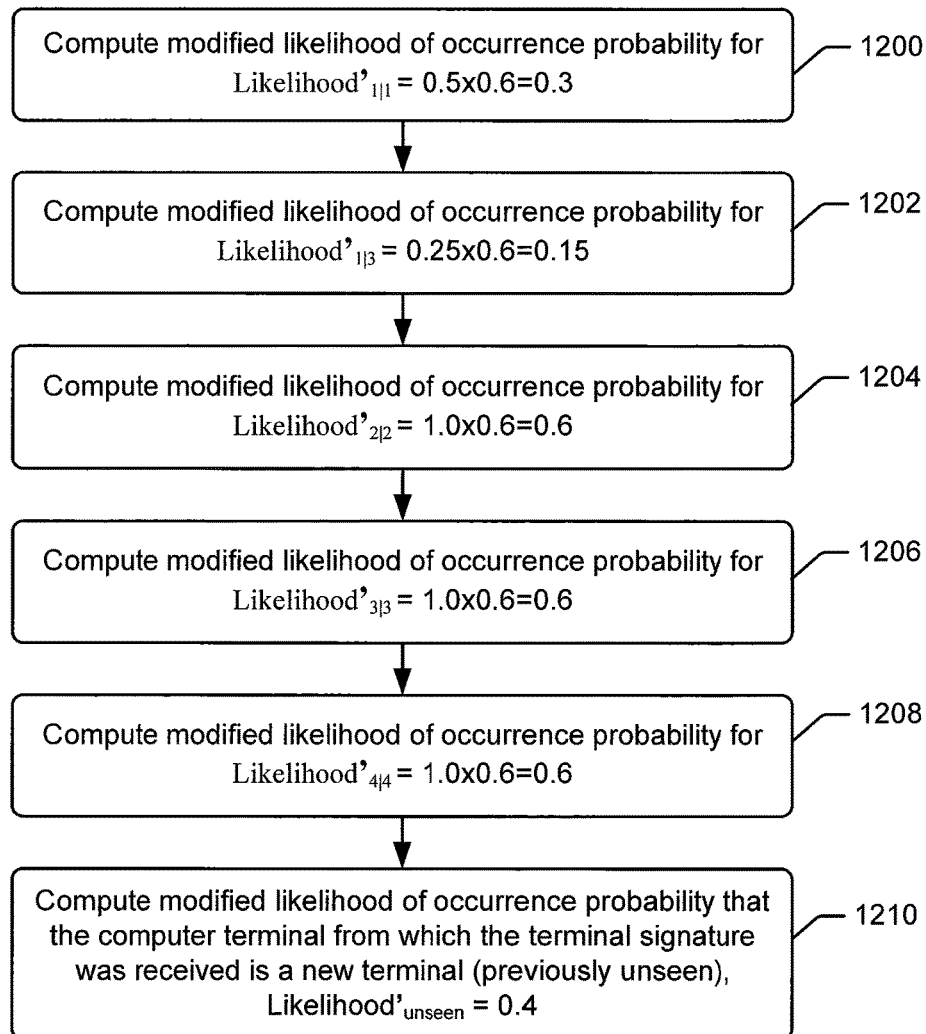 Compute modified likelihood of occurrence probability for
Likelihood'1|1 = 0.5x0.6=0.3
1200
Compute modified likelihood of occurrence probability for
Likelihood'1|3 = 0.25x0.6=0.15
1202
Compute modified likelihood of occurrence probability for
Likelihood'2|2 = 1.0x0.6=0.6
1204
Compute modified likelihood of occurrence probability for
Likelihood'3|3 = 1.0x0.6=0.6
1206
Compute modified likelihood of occurrence probability for
Likelihood'4|4 = 1.0x0.6=0.6
1208
Compute modified likelihood of occurrence probability that
the computer terminal from which the terminal signature
was received is a new terminal (previously unseen),
Likelihood'unseen = 0.4
1210